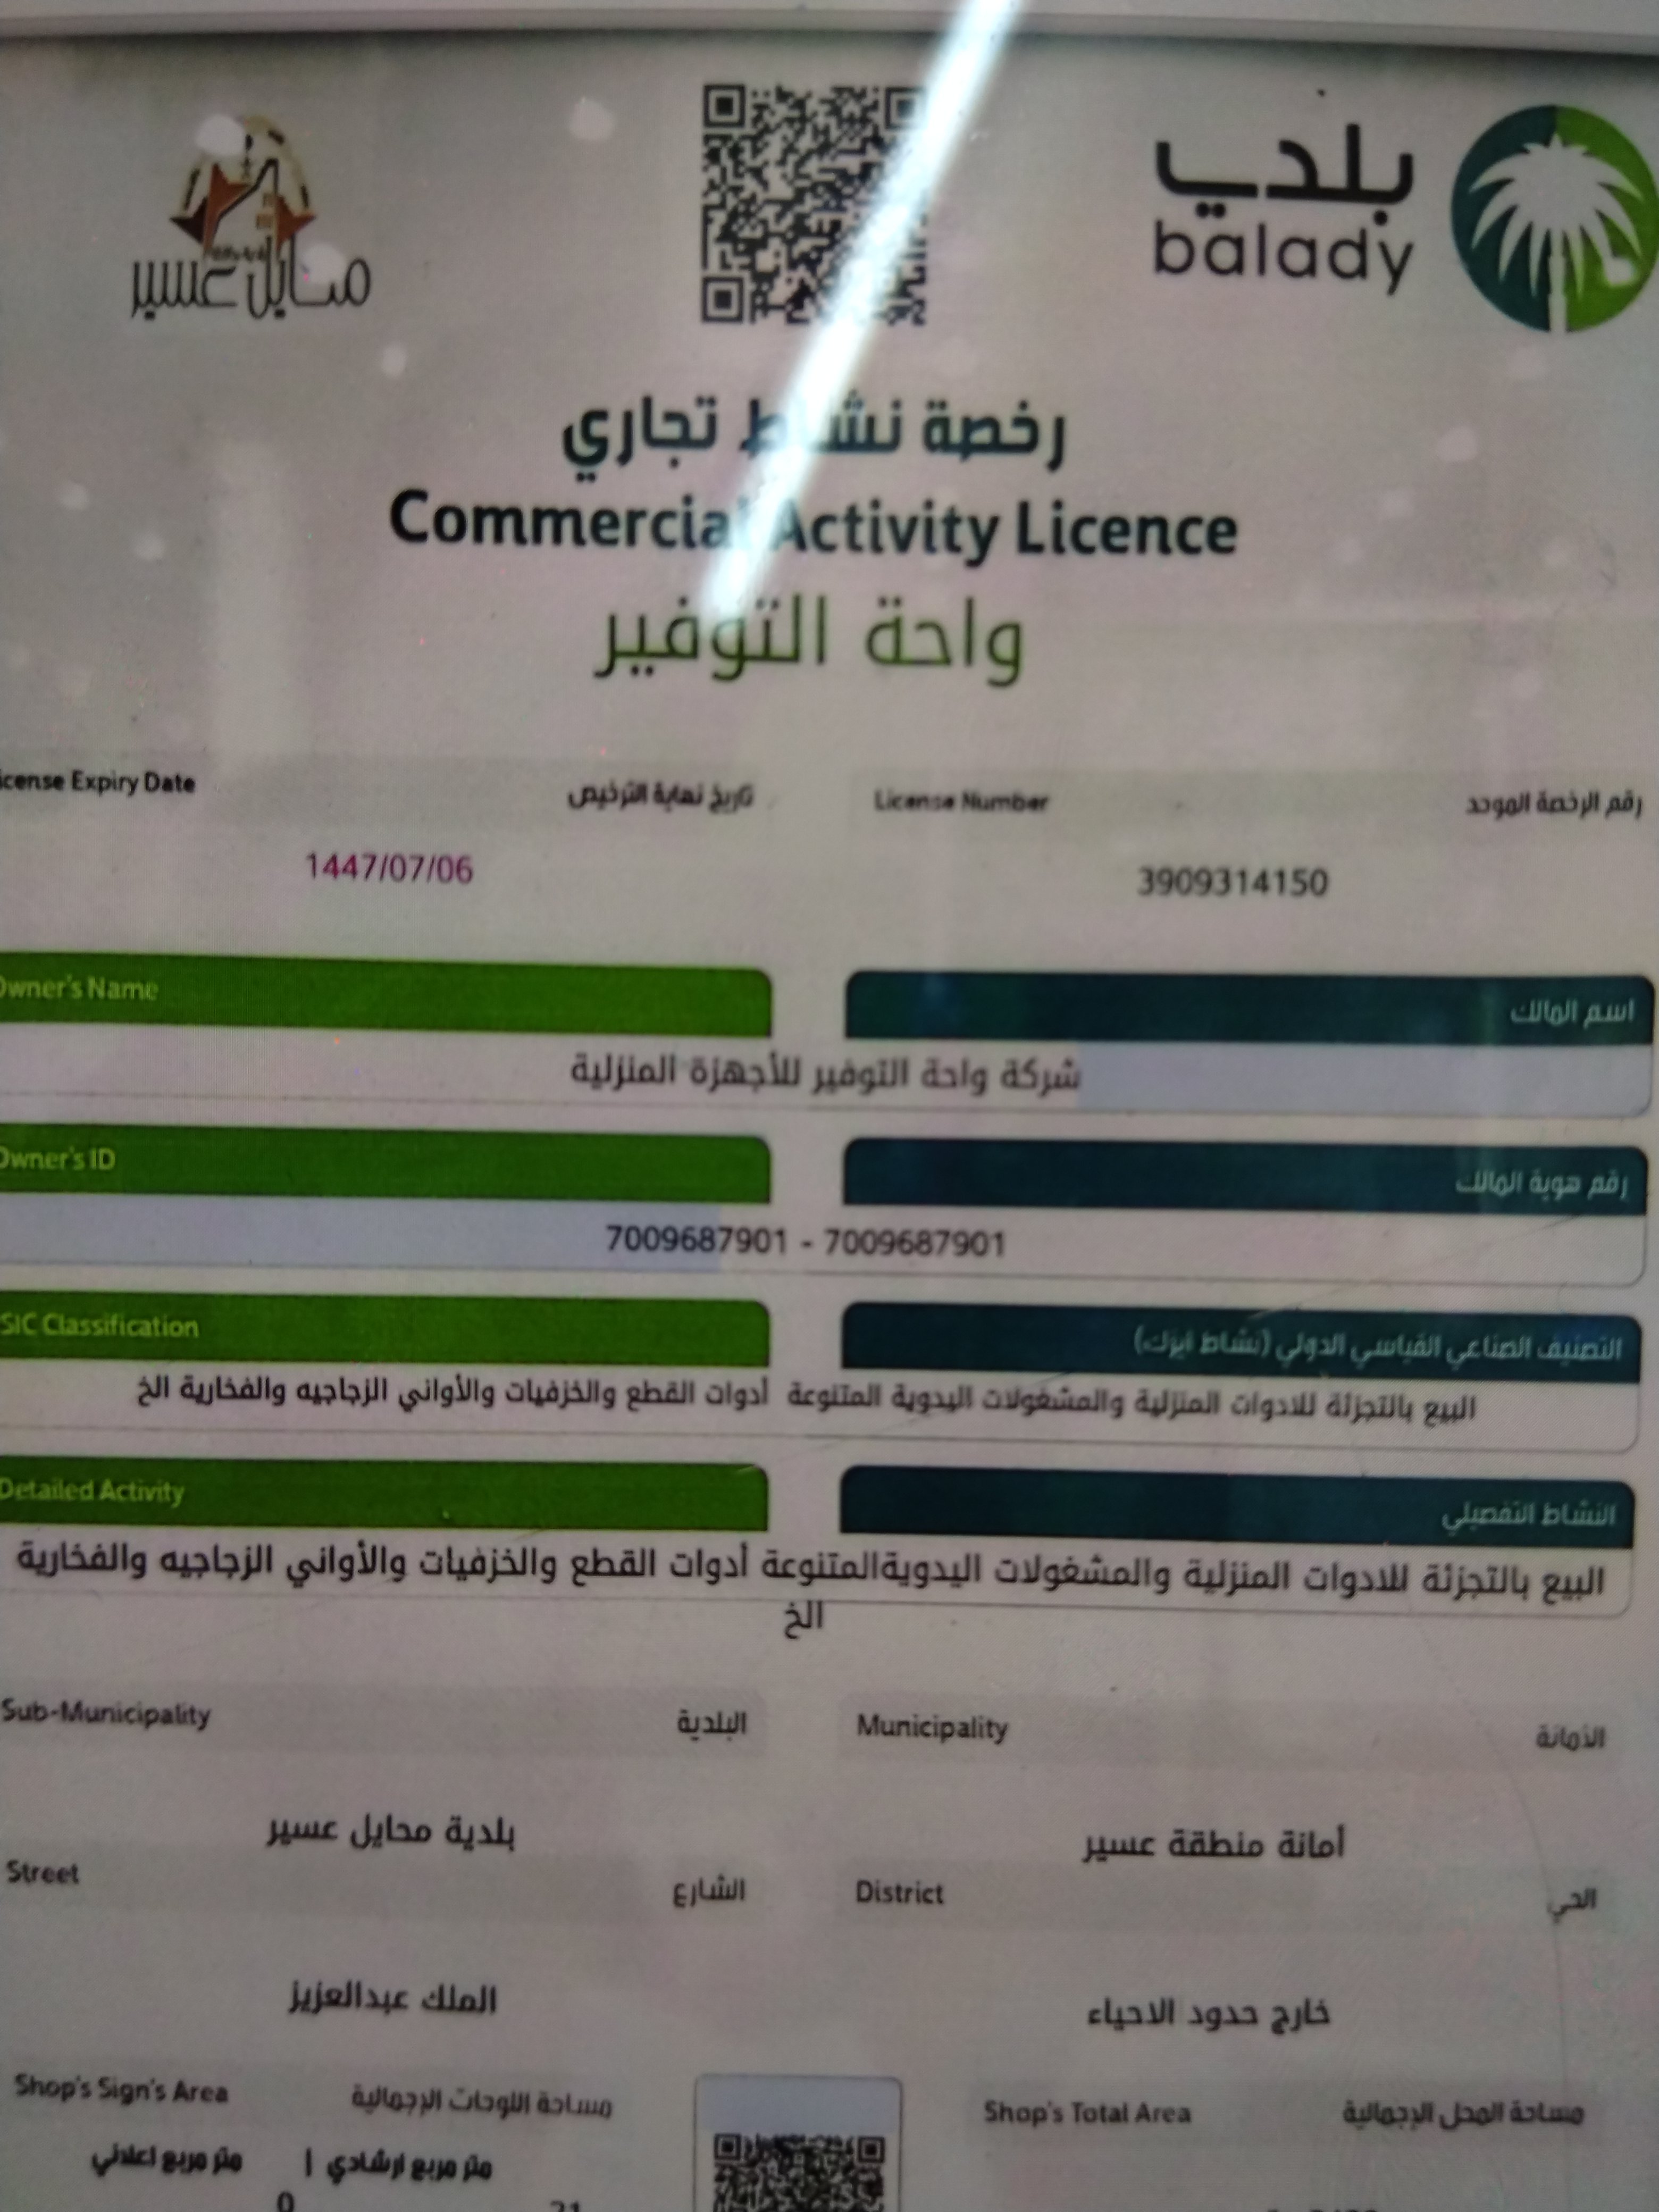 محايل عسير
بلدي
balady
رخصة نشاط تجاري
Commercial Activity Licence
واحة التوفير
رقم الرخصة الموحد License Number
تاريخ نهاية الترخيص icense Expiry Date
3909314150
1447/07/06
اسم المالك Owner's Name
شركة واحة التوفير للأجهزة المنزلية
رقم هوية المالك Owner's ID
7009687901 - 7009687901
التصنيف الصناعي القياسي الدولي (نشاط ايزك) SIC Classification
البيع بالتجزئة للادوات المنزلية والمشغولات اليدوية المتنوعة أدوات القطع والخزفيات والأواني الزجاجيه والفخارية الخ
النشاط التفصيلي Detailed Activity
البيع بالتجزئة للادوات المنزلية والمشغولات اليدويةالمتنوعة أدوات القطع والخزفيات والأواني الزجاجيه والفخارية
الخ
الأمانة Municipality
البلدية Sub-Municipality
أمانة منطقة عسير
بلدية محايل عسير
الحي District
الشارع Street
خارج حدود الاحياء
الملك عبدالعزيز
مساحة المحل الإجمالية Shop's Total Area
مساحة اللوحات الإجمالية Shop's Sign's Area
متر مربع ارشادي | متر مربع اعلاني